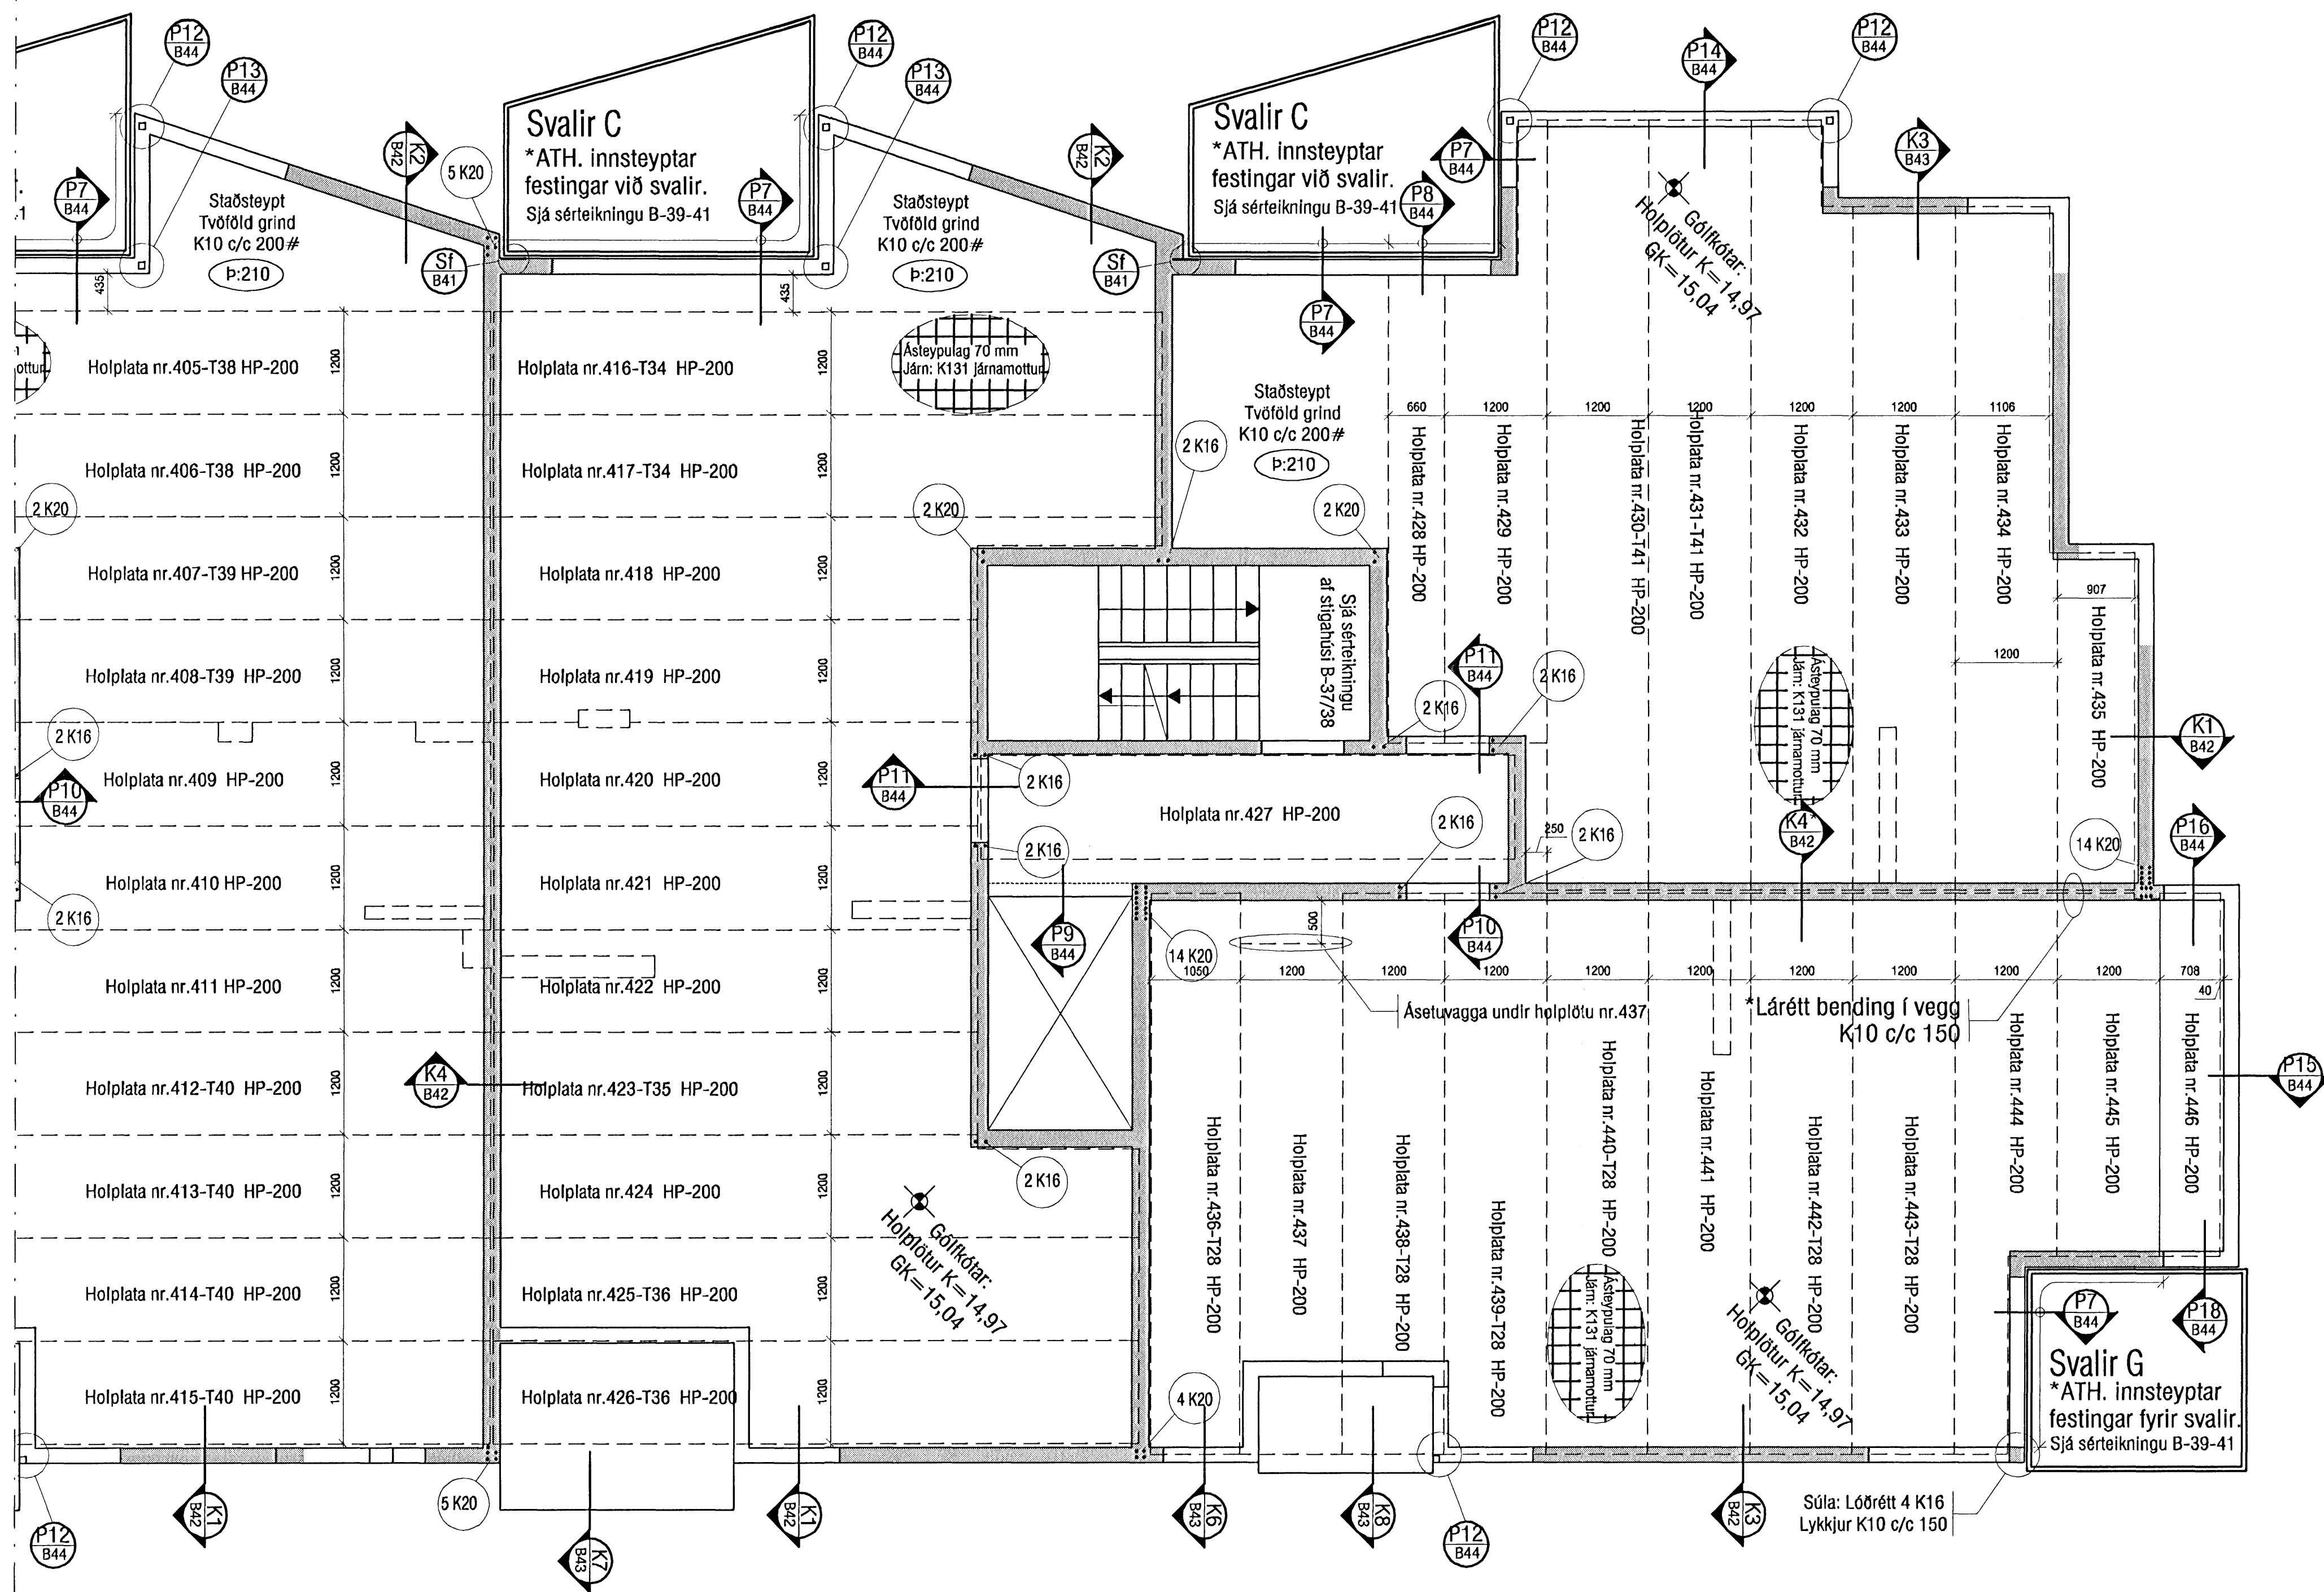 P12
B44
P13
B44
P12
B44
P13
B44
P12
B44
P14
B44
P12
B44
K2
B42
5 K20
P7
B44
Svalir C
*ATH. innsteyptar
festingar við svalir.
Sjá sérteikningu B-39-41
P7
B44
K2
B42
Svalir C
*ATH. innsteyptar
festingar við svalir.
Sjá sérteikningu B-39-41
P7
B44
P8
B44
K3
B43
Staðsteypt
Tvöföld grind
K10 c/c 200#
Þ:210
Staðsteypt
Tvöföld grind
K10 c/c 200#
Þ:210
Gólfkótar:
Holplötur K=14,97
GK=15,04
Sf
B41
Sf
B41
435
435
P7
B44
ottur
Holplata nr.405-T38 HP-200
1200
Holplata nr.416-T34 HP-200
1200
Ásteypulag 70 mm
Járn: K131 járnamottur
Staðsteypt
Tvöföld grind
K10 c/c 200#
Þ:210
660
1200
1200
1200
1200
1200
1106
2 K16
Holplata nr.406-T38 HP-200
1200
Holplata nr.417-T34 HP-200
1200
2 K20
2 K20
2 K20
Holplata nr.428 HP-200
Holplata nr.429 HP-200
Holplata nr.430-T41 HP-200
Holplata nr.431-T41 HP-200
Holplata nr.432 HP-200
Holplata nr.433 HP-200
Holplata nr.434 HP-200
Holplata nr.407-T39 HP-200
1200
Holplata nr.418 HP-200
1200
Sjá sérteikningu
af stigahúsi B-37/38
907
Holplata nr.435 HP-200
1200
Holplata nr.408-T39 HP-200
1200
Holplata nr.419 HP-200
1200
P11
B44
2 K16
2 K16
Ásteypulag 70 mm
Járn: K131 járnamottur
K1
B42
2 K16
P10
B44
Holplata nr.409 HP-200
1200
Holplata nr.420 HP-200
1200
P11
B44
2 K16
Holplata nr.427 HP-200
2 K16
250
2 K16
K4*
B42
P16
B44
14 K20
2 K16
2 K16
Holplata nr.410 HP-200
1200
Holplata nr.421 HP-200
1200
P9
B44
14 K20
500
P10
B44
1050
1200
1200
1200
1200
1200
1200
1200
1200
1200
708
40
Holplata nr.411 HP-200
1200
Holplata nr.422 HP-200
1200
Ásetuvagga undir holplötu nr.437
*Lárétt bending í vegg
K10 c/c 150
Holplata nr.412-T40 HP-200
1200
K4
B42
Holplata nr.423-T35 HP-200
1200
P15
B44
Holplata nr.436-T28 HP-200
Holplata nr.437 HP-200
Holplata nr.438-T28 HP-200
Holplata nr.439-T28 HP-200
Holplata nr.440-T28 HP-200
Holplata nr.441 HP-200
Holplata nr.442-T28 HP-200
Holplata nr.443-T28 HP-200
Holplata nr.444 HP-200
Holplata nr.445 HP-200
Holplata nr.446 HP-200
Holplata nr.413-T40 HP-200
1200
Holplata nr.424 HP-200
1200
2 K16
Gólfkótar:
Holplötur K=14,97
GK=15,04
Holplata nr.414-T40 HP-200
1200
Holplata nr.425-T36 HP-200
1200
Ásteypulag 70 mm
Járn: K131 járnamottur
Gólfkótar:
Holplötur K=14,97
GK=15,04
P7
B44
P18
B44
Svalir G
*ATH. innsteyptar
festingar fyrir svalir.
Sjá sérteikningu B-39-41
Holplata nr.415-T40 HP-200
1200
Holplata nr.426-T36 HP-200
1200
4 K20
5 K20
P12
B44
K1
B42
K7
B43
K1
B42
K6
B43
K8
B43
P12
B44
K3
B42
Súla: Lóðrétt 4 K16
Lykkjur K10 c/c 150